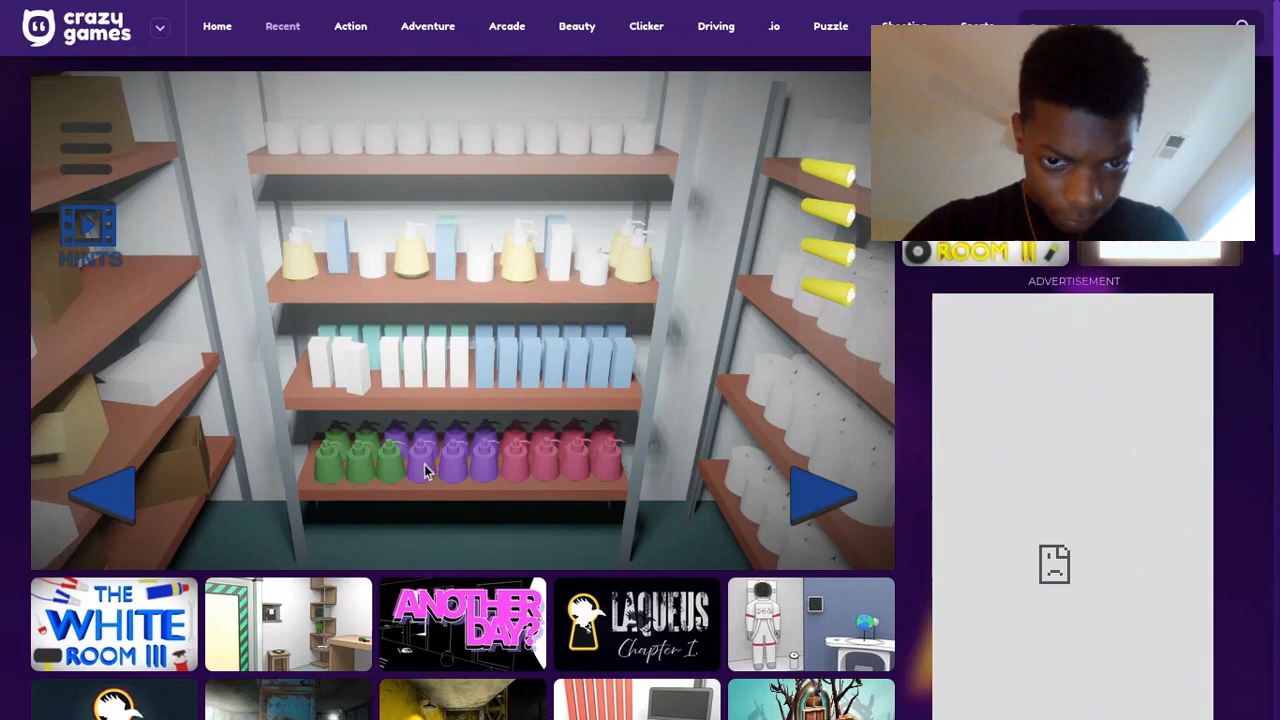 crazy games
Home
Recent
Action
Adventure
Arcade
Beauty
Clicker
Driving
.io
Puzzle
HINTS
ROOM II
ADVERTISEMENT
THE
WHITE
ROOM III
ANOTHER
DAY?
LAQUEUS
Chapter I.